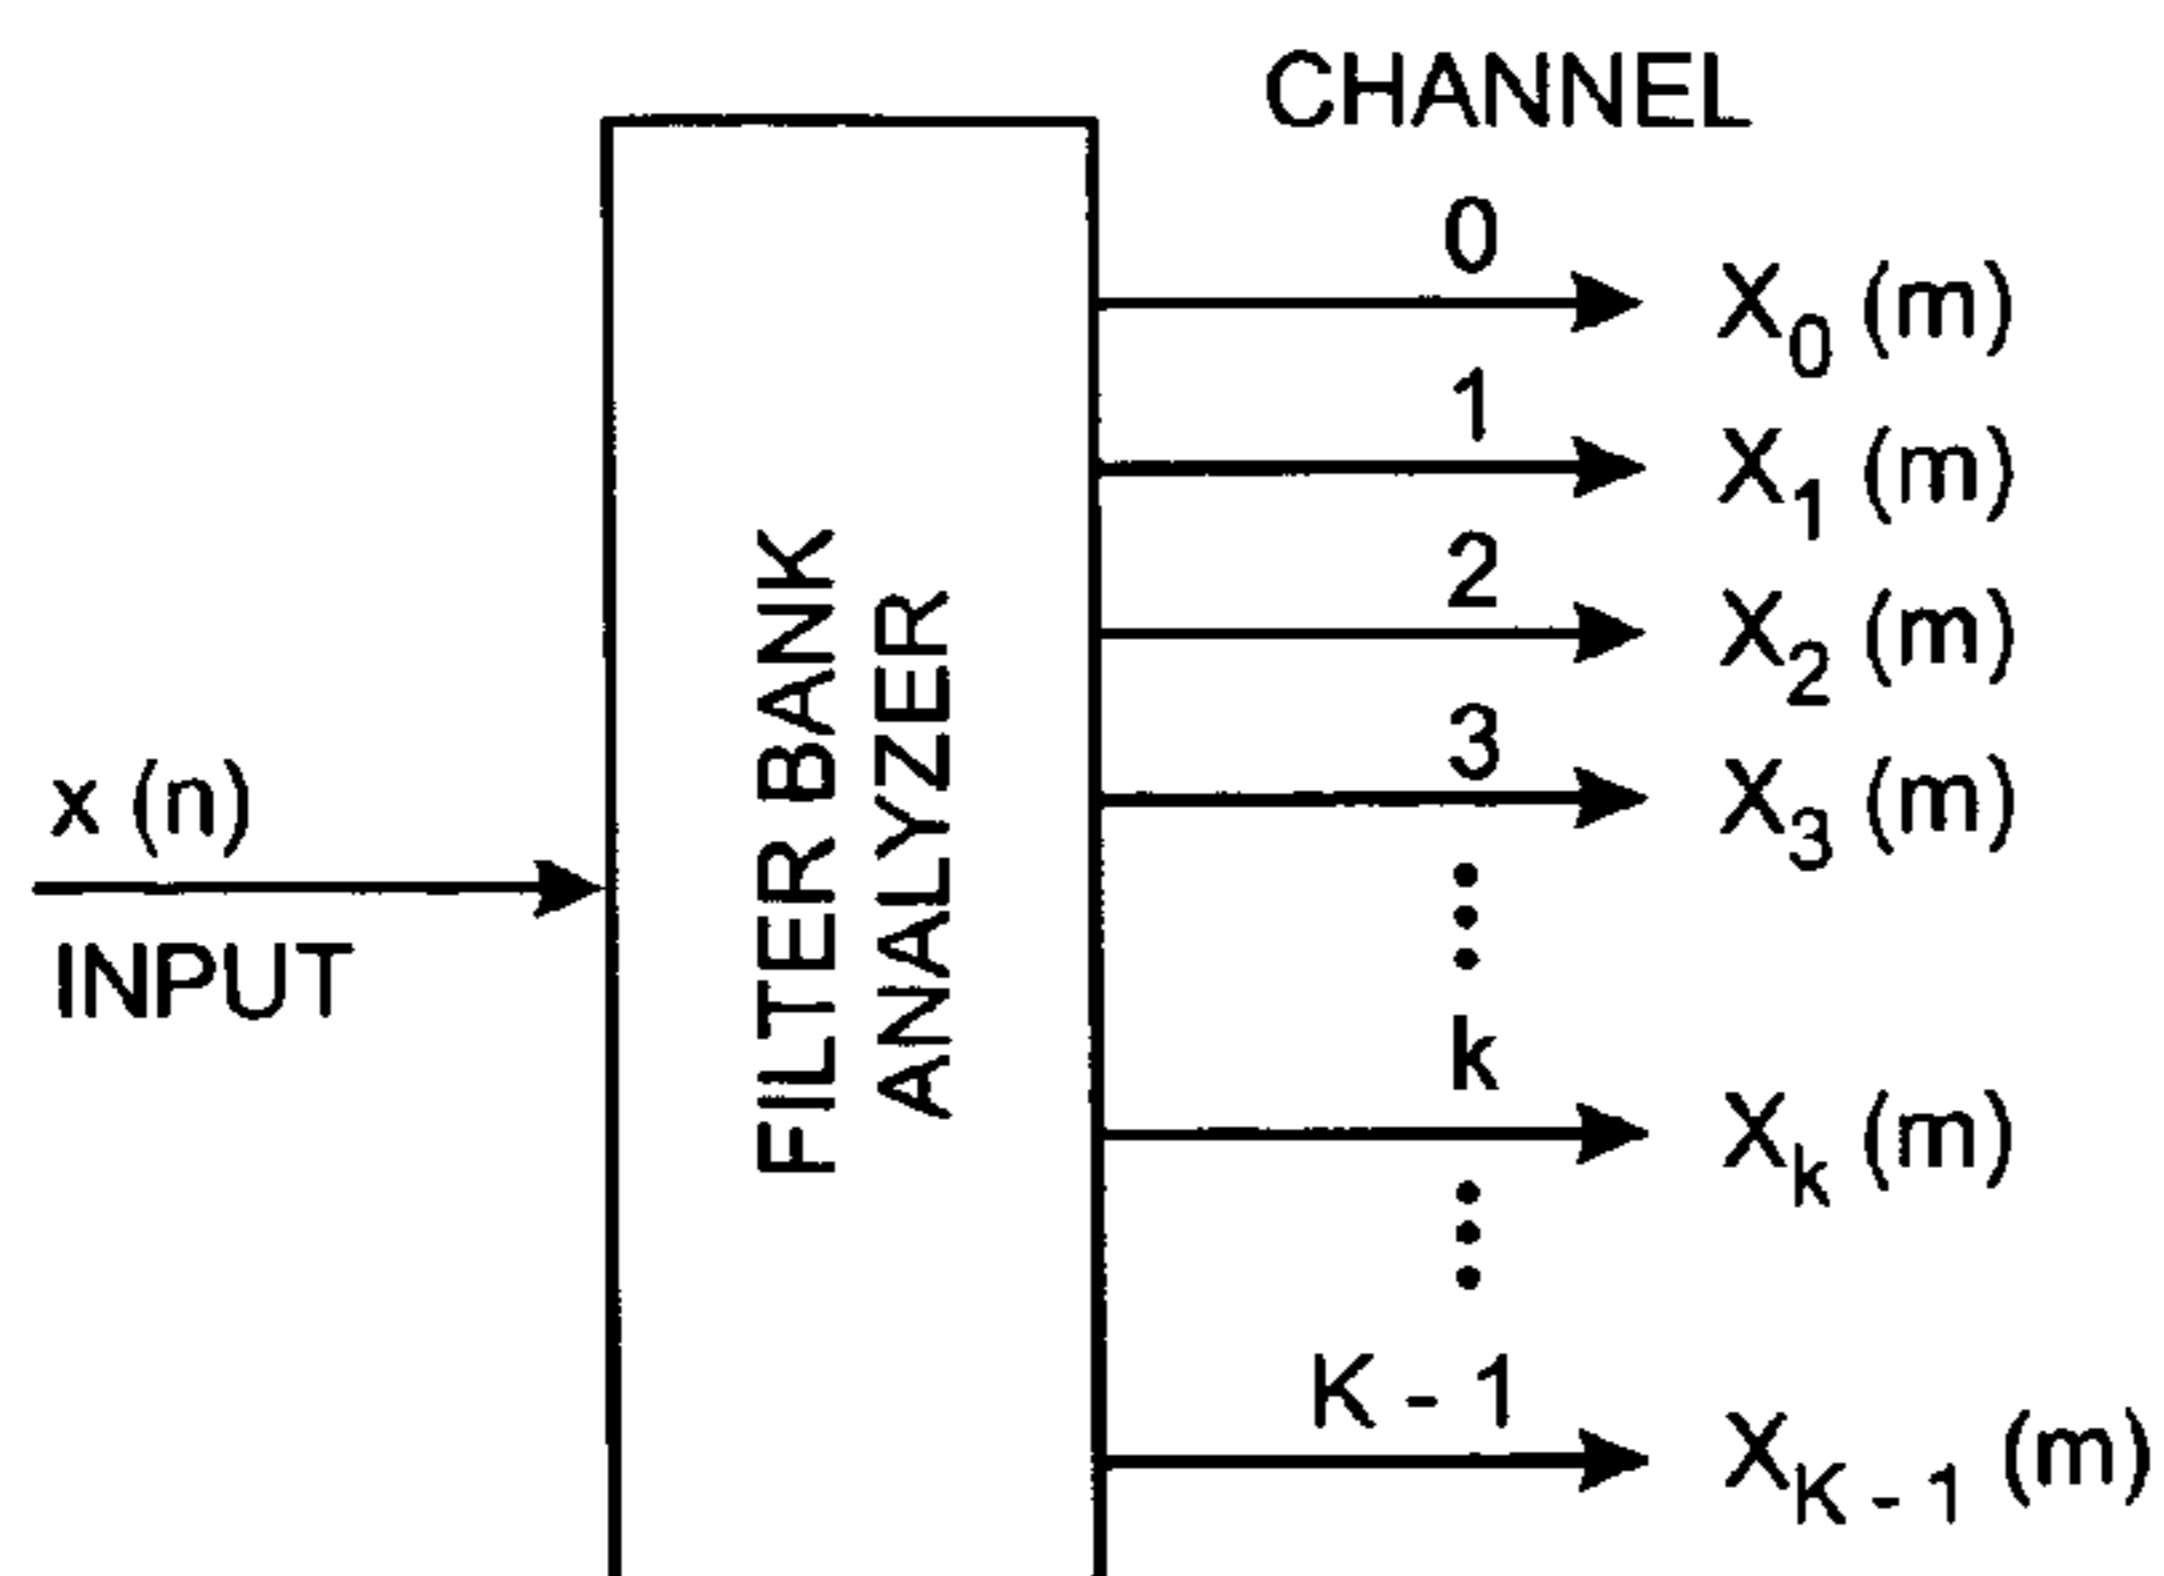 CHANNEL
0
X0 (m)
1
X1 (m)
2
X2 (m)
3
X3 (m)
x (n)
INPUT
FILTER BANK
ANALYZER
k
Xk (m)
K - 1
XK - 1 (m)